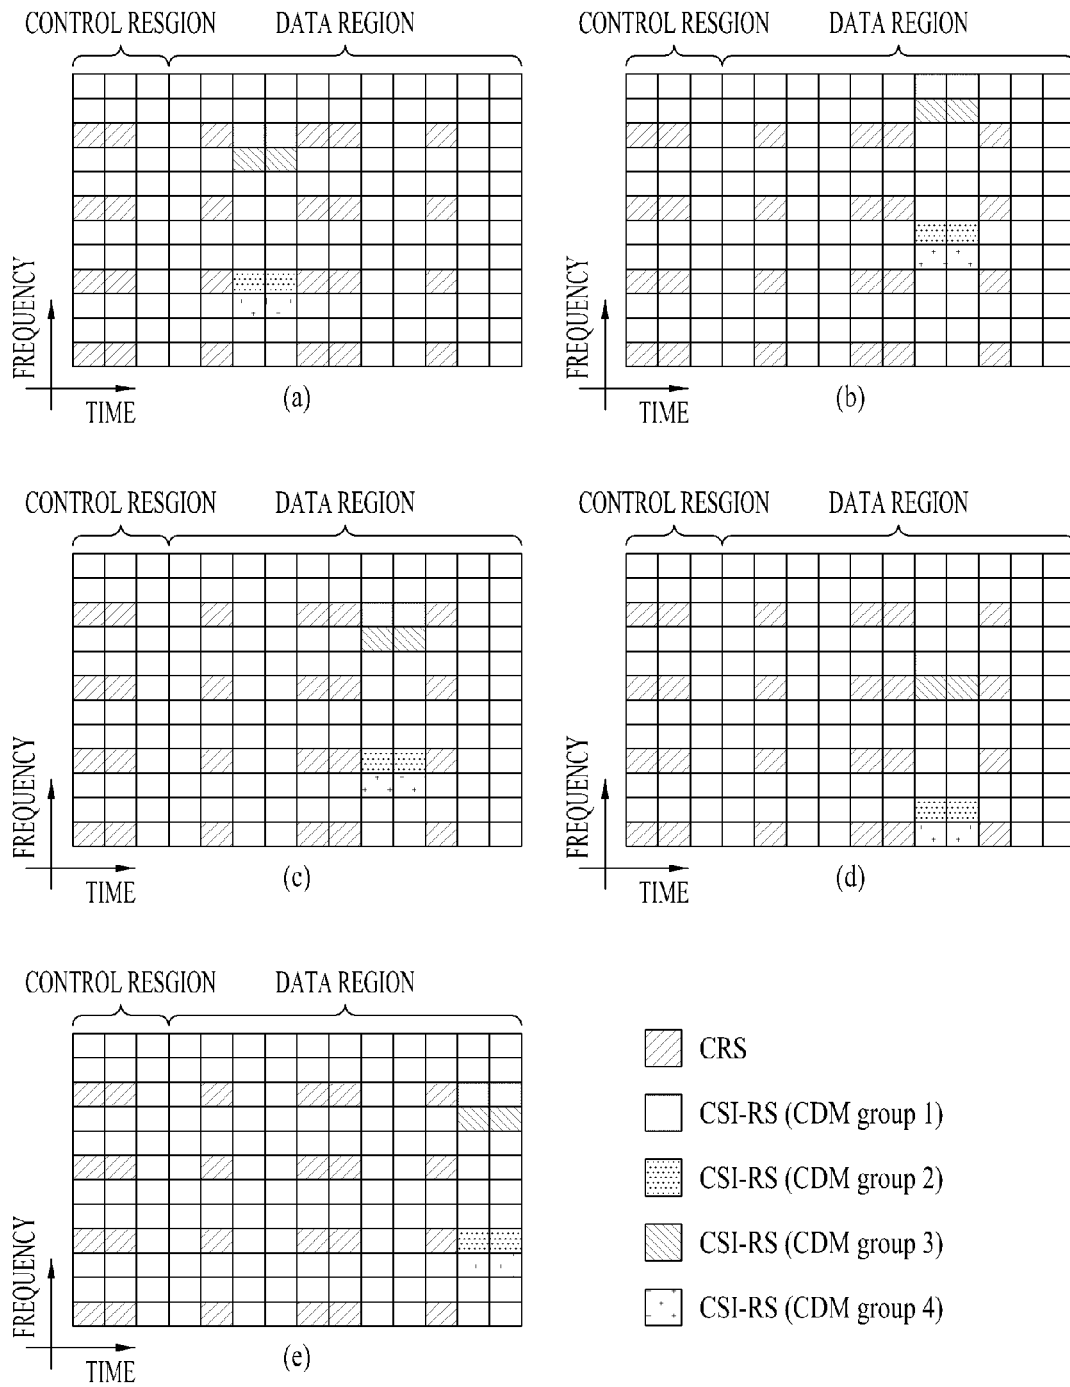 CONTROL RESGION DATA REGION
FREQUENCY
TIME
(a)
CONTROL RESGION DATA REGION
FREQUENCY
TIME
(b)
CONTROL RESGION DATA REGION
FREQUENCY
TIME
(c)
CONTROL RESGION DATA REGION
FREQUENCY
TIME
(d)
CONTROL RESGION DATA REGION
FREQUENCY
TIME
(e)
CRS
CSI-RS (CDM group 1)
CSI-RS (CDM group 2)
CSI-RS (CDM group 3)
CSI-RS (CDM group 4)